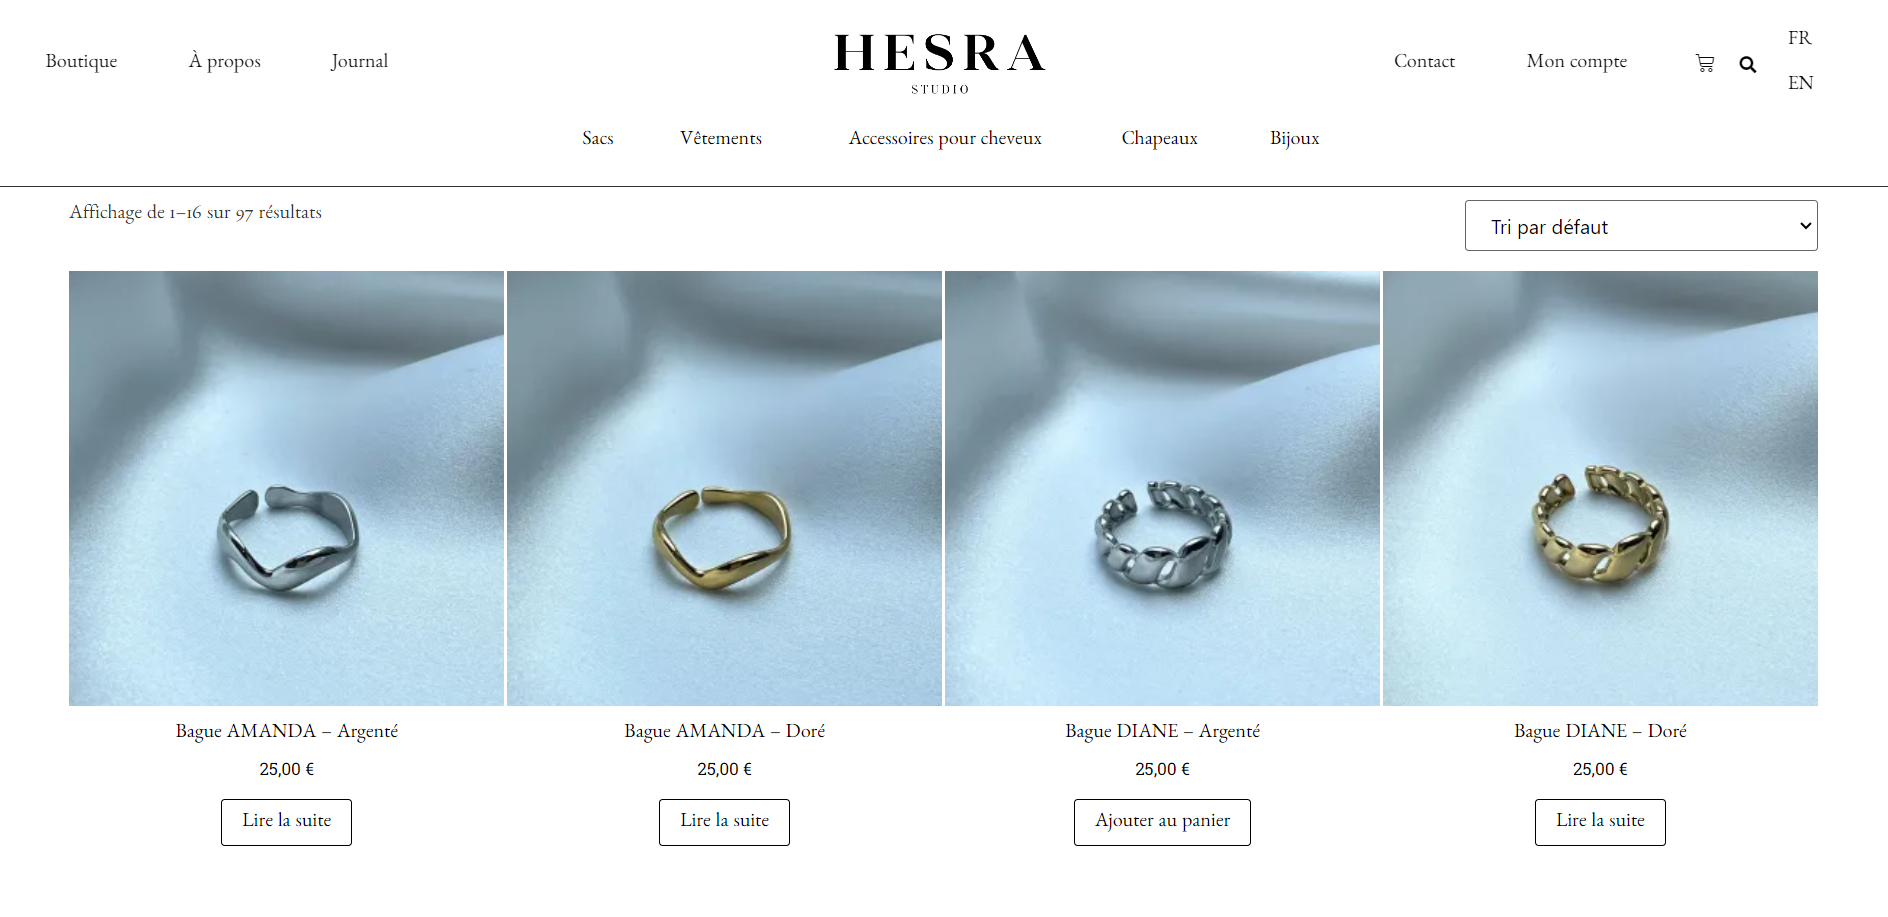 Boutique
À propos
Journal
HESRA
STUDIO
Contact
Mon compte
FR
EN
Sacs
Vêtements
Accessoires pour cheveux
Chapeaux
Bijoux
Affichage de 1–16 sur 97 résultats
Tri par défaut
Bague AMANDA – Argenté
25,00 €
Lire la suite
Bague AMANDA – Doré
25,00 €
Lire la suite
Bague DIANE – Argenté
25,00 €
Ajouter au panier
Bague DIANE – Doré
25,00 €
Lire la suite